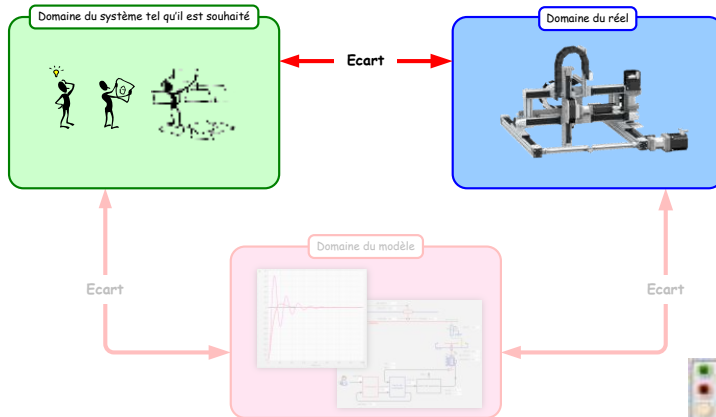 Domaine du système tel qu'il est souhaité
Ecart
Domaine du réel
Domaine du modèle
Ecart
Ecart